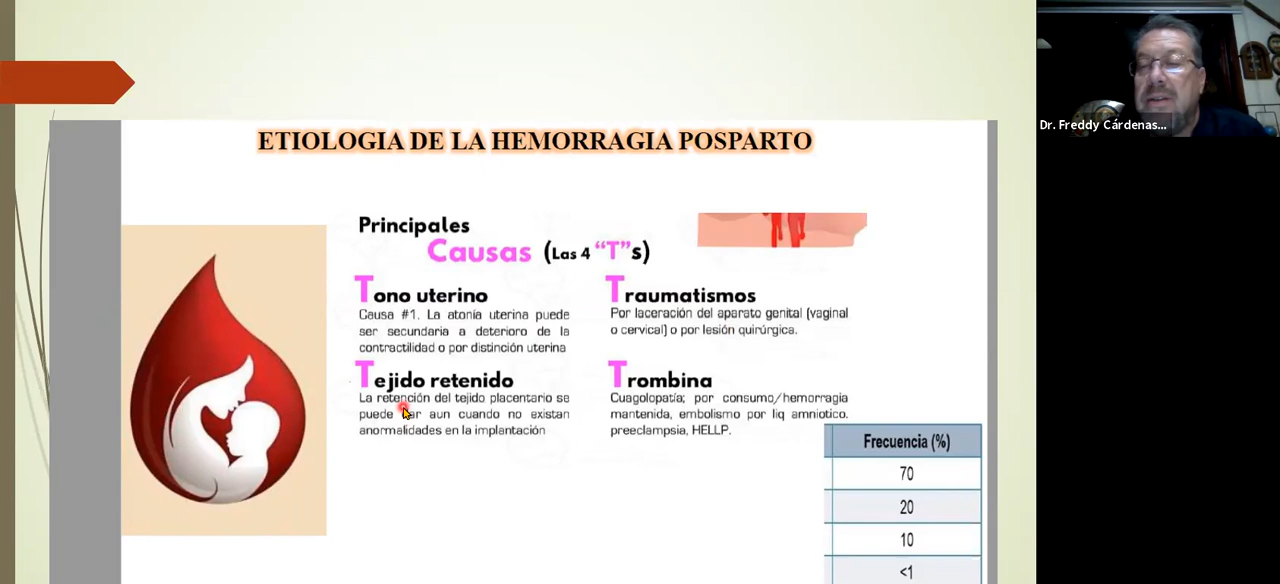 ETIOLOGIA DE LA HEMORRAGIA POSPARTO
Principales
Causas (Las 4 “T”s)
Tono uterino
Causa #1. La atonía uterina puede
ser secundaria a deterioro de la
contractilidad o por distinción uterina
Tejido retenido
La retención del tejido placentario se
puede dar aun cuando no existan
anormalidades en la implantación
Traumatismos
Por laceración del aparato genital (vaginal
o cervical) o por lesión quirúrgica.
Trombina
Cuagolopatía; por consumo/hemorragia
mantenida, embolismo por liq amniotico.
preeclampsia, HELLP.
Frecuencia (%)
70
20
10
<1
Dr. Freddy Cárdenas...